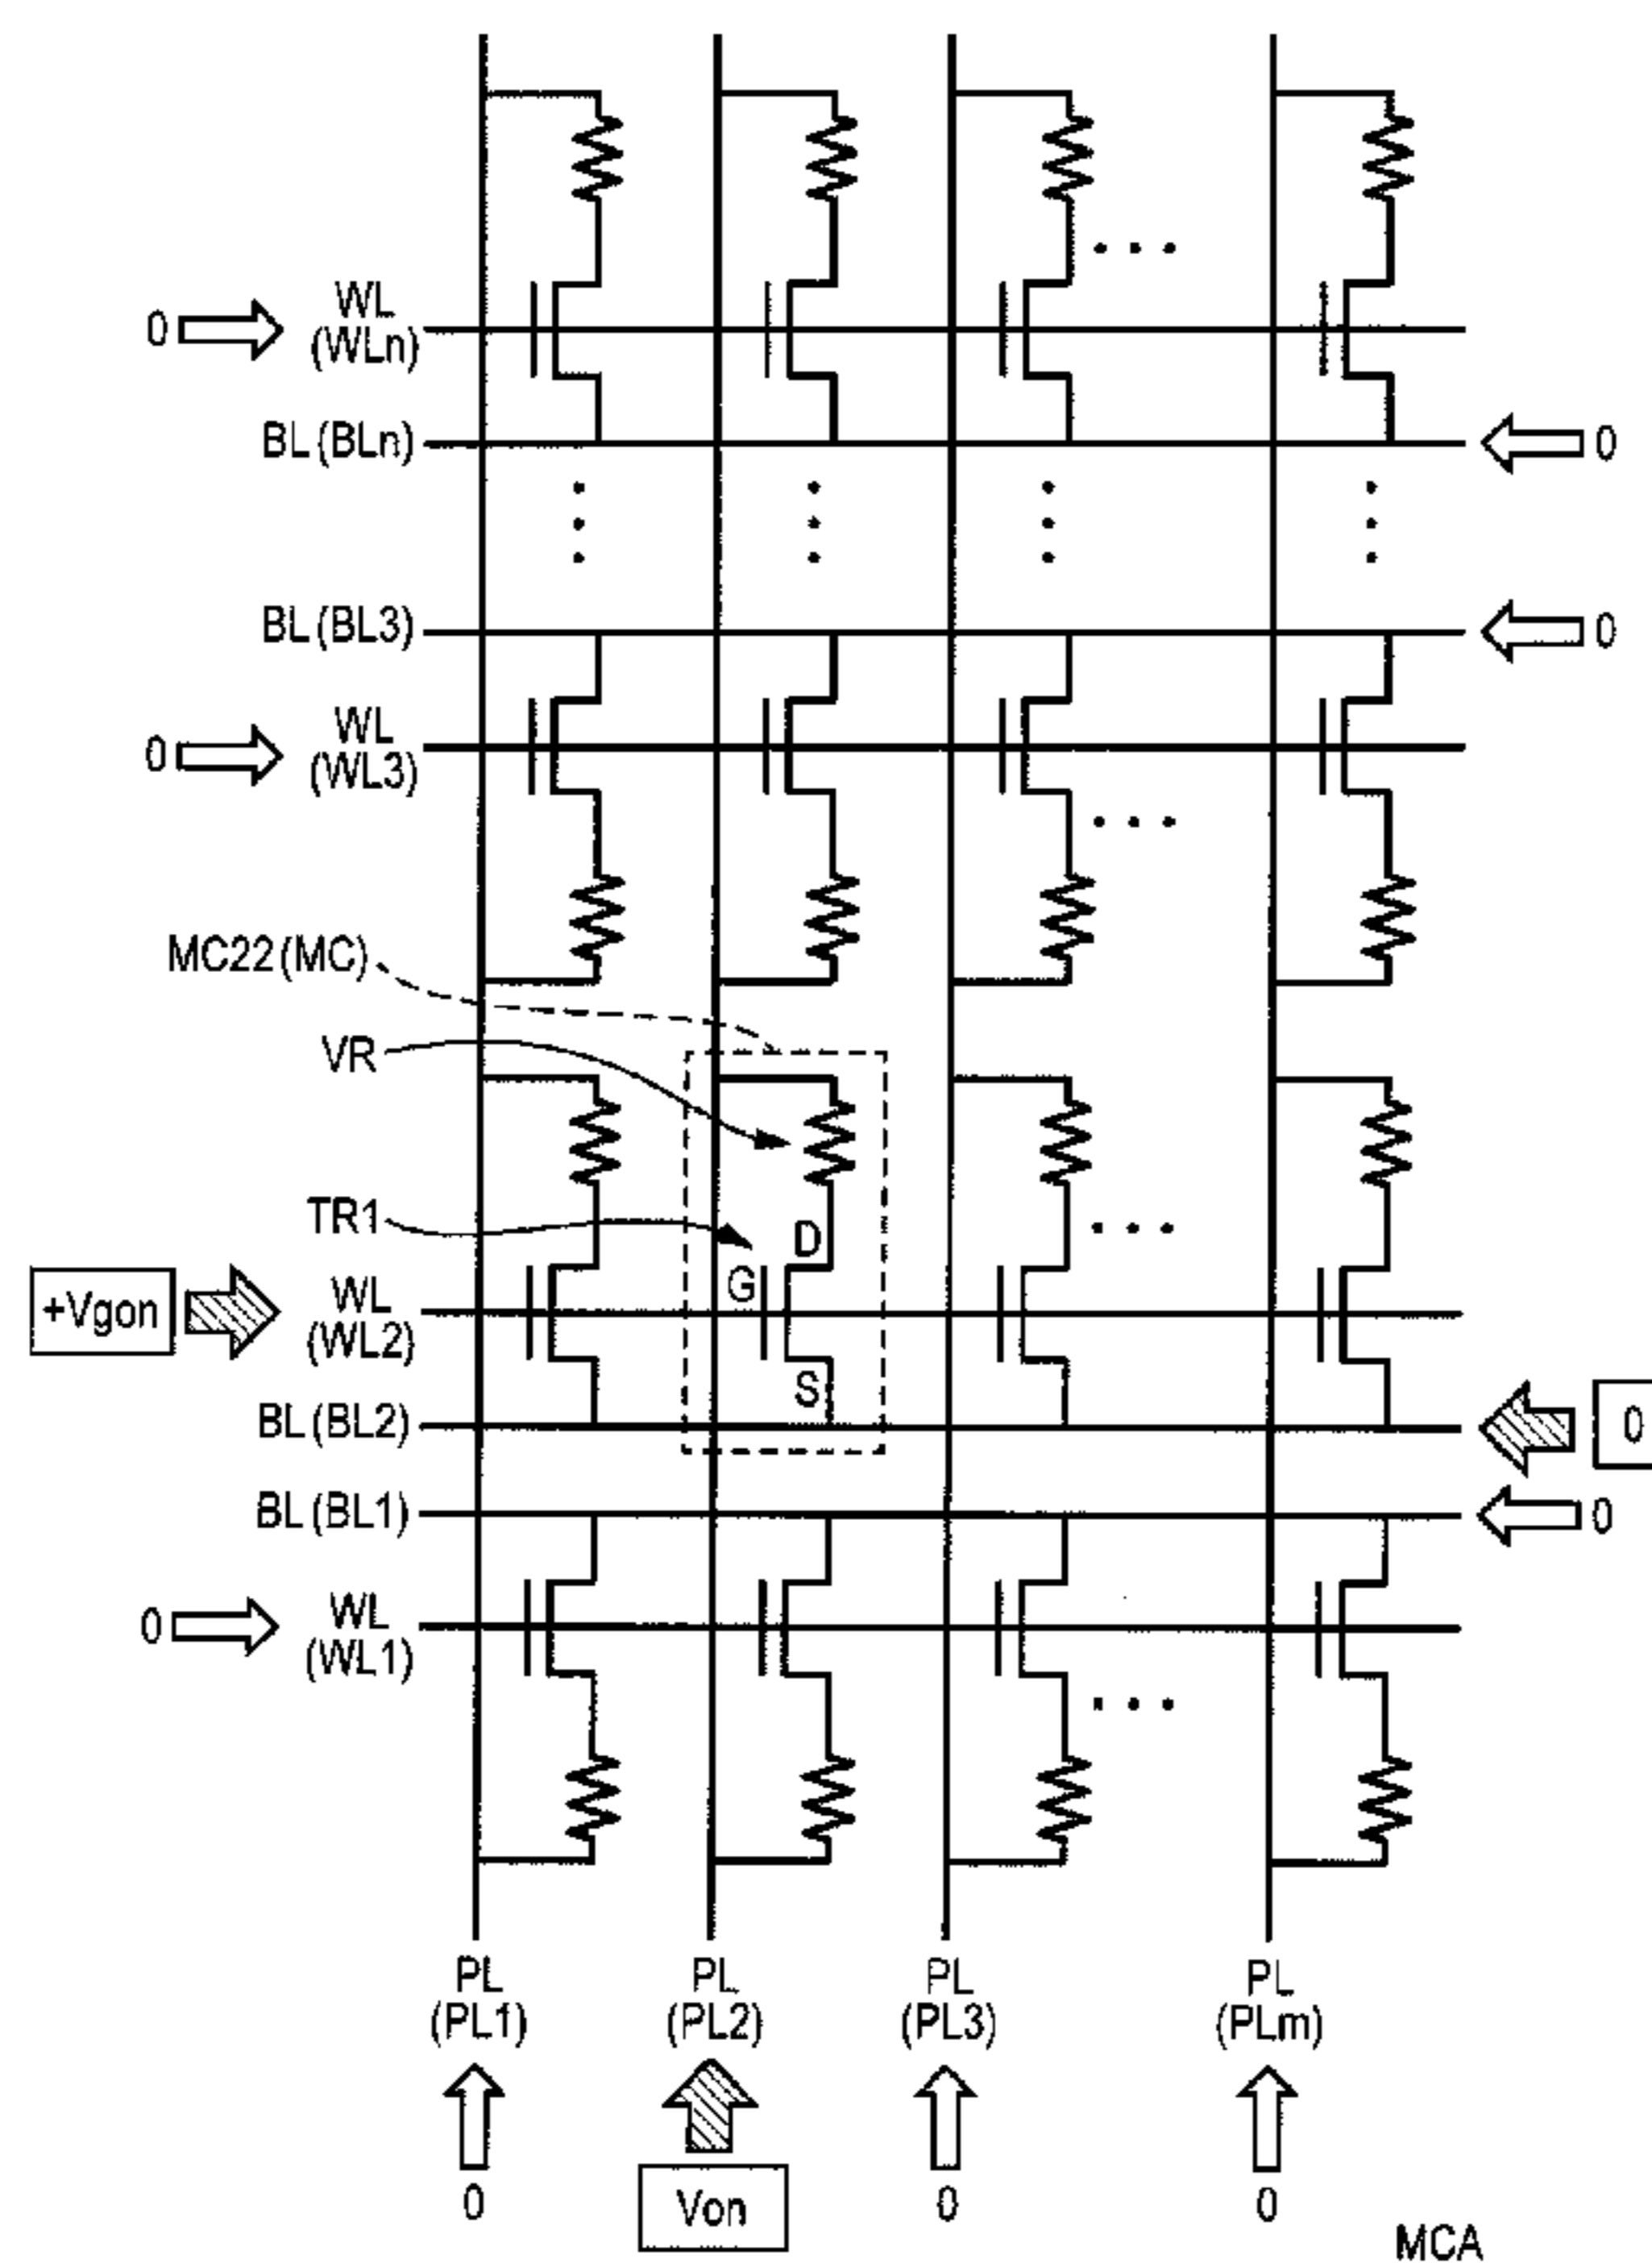 0
WL
(WLn)
BL(BLn)
0
BL(BL3)
0
0
WL
(WL3)
MC22(MC)
VR
TR1
D
G
S
+Vgon
WL
(WL2)
BL(BL2)
0
BL(BL1)
0
0
WL
(WL1)
PL
(PL1)
PL
(PL2)
PL
(PL3)
PL
(PLm)
0
Von
0
0
MCA